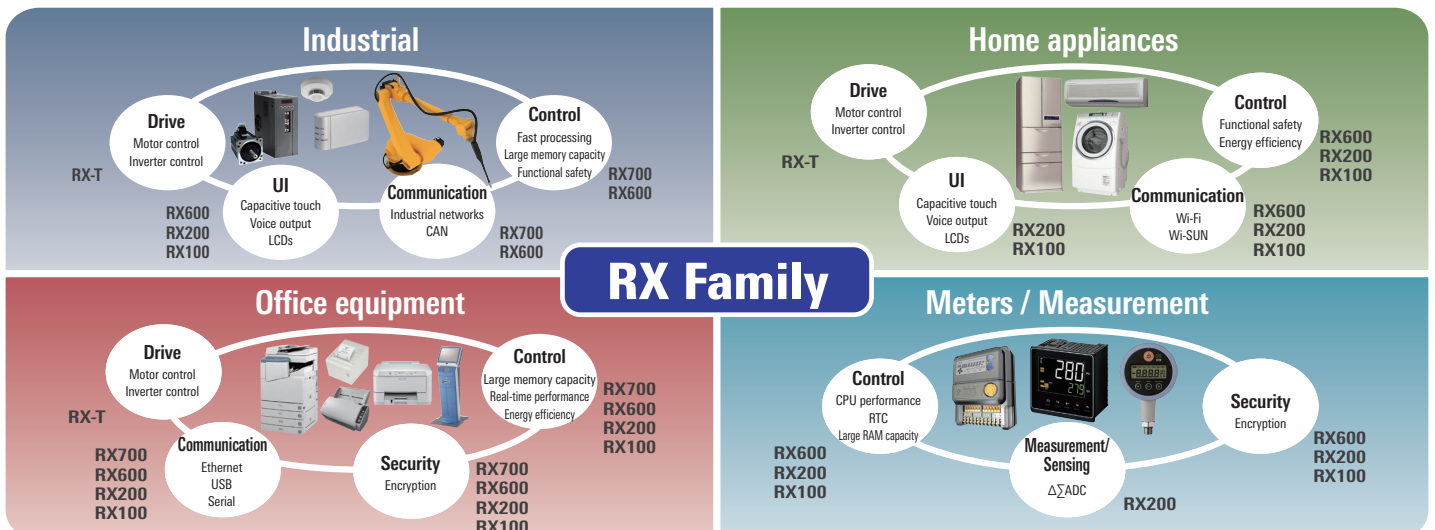 Industrial
Drive
Motor control
Inverter control
RX-T
UI
Capacitive touch
Voice output
LCDs
RX600
RX200
RX100
Communication
Industrial networks
CAN
RX700
RX600
Control
Fast processing
Large memory capacity
Functional safety
RX700
RX600
Home appliances
Drive
Motor control
Inverter control
RX-T
UI
Capacitive touch
Voice output
LCDs
RX200
RX100
Communication
Wi-Fi
Wi-SUN
RX600
RX200
RX100
Control
Functional safety
Energy efficiency
RX600
RX200
RX100
RX Family
Office equipment
Drive
Motor control
Inverter control
RX-T
Communication
Ethernet
USB
Serial
RX700
RX600
RX200
RX100
Security
Encryption
RX700
RX600
RX200
RX100
Control
Large memory capacity
Real-time performance
Energy efficiency
RX700
RX600
RX200
RX100
Meters / Measurement
Control
CPU performance
RTC
Large RAM capacity
RX600
RX200
RX100
280
279
Measurement/
Sensing
Δ∑ADC
RX200
Security
Encryption
RX600
RX200
RX100